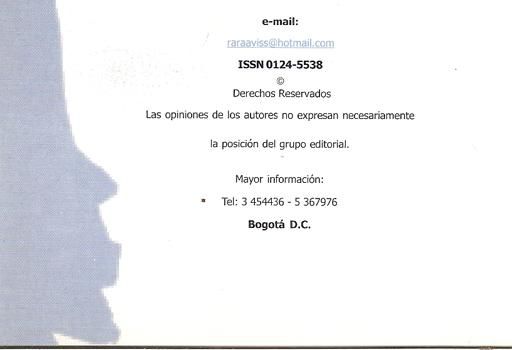 e-mail:
raraaviss@hotmail.com
ISSN 0124-5538
©
Derechos Reservados
Las opiniones de los autores no expresan necesariamente
la posición del grupo editorial.
Mayor información:
Tel: 3 454436 - 5 367976
Bogotá D.C.